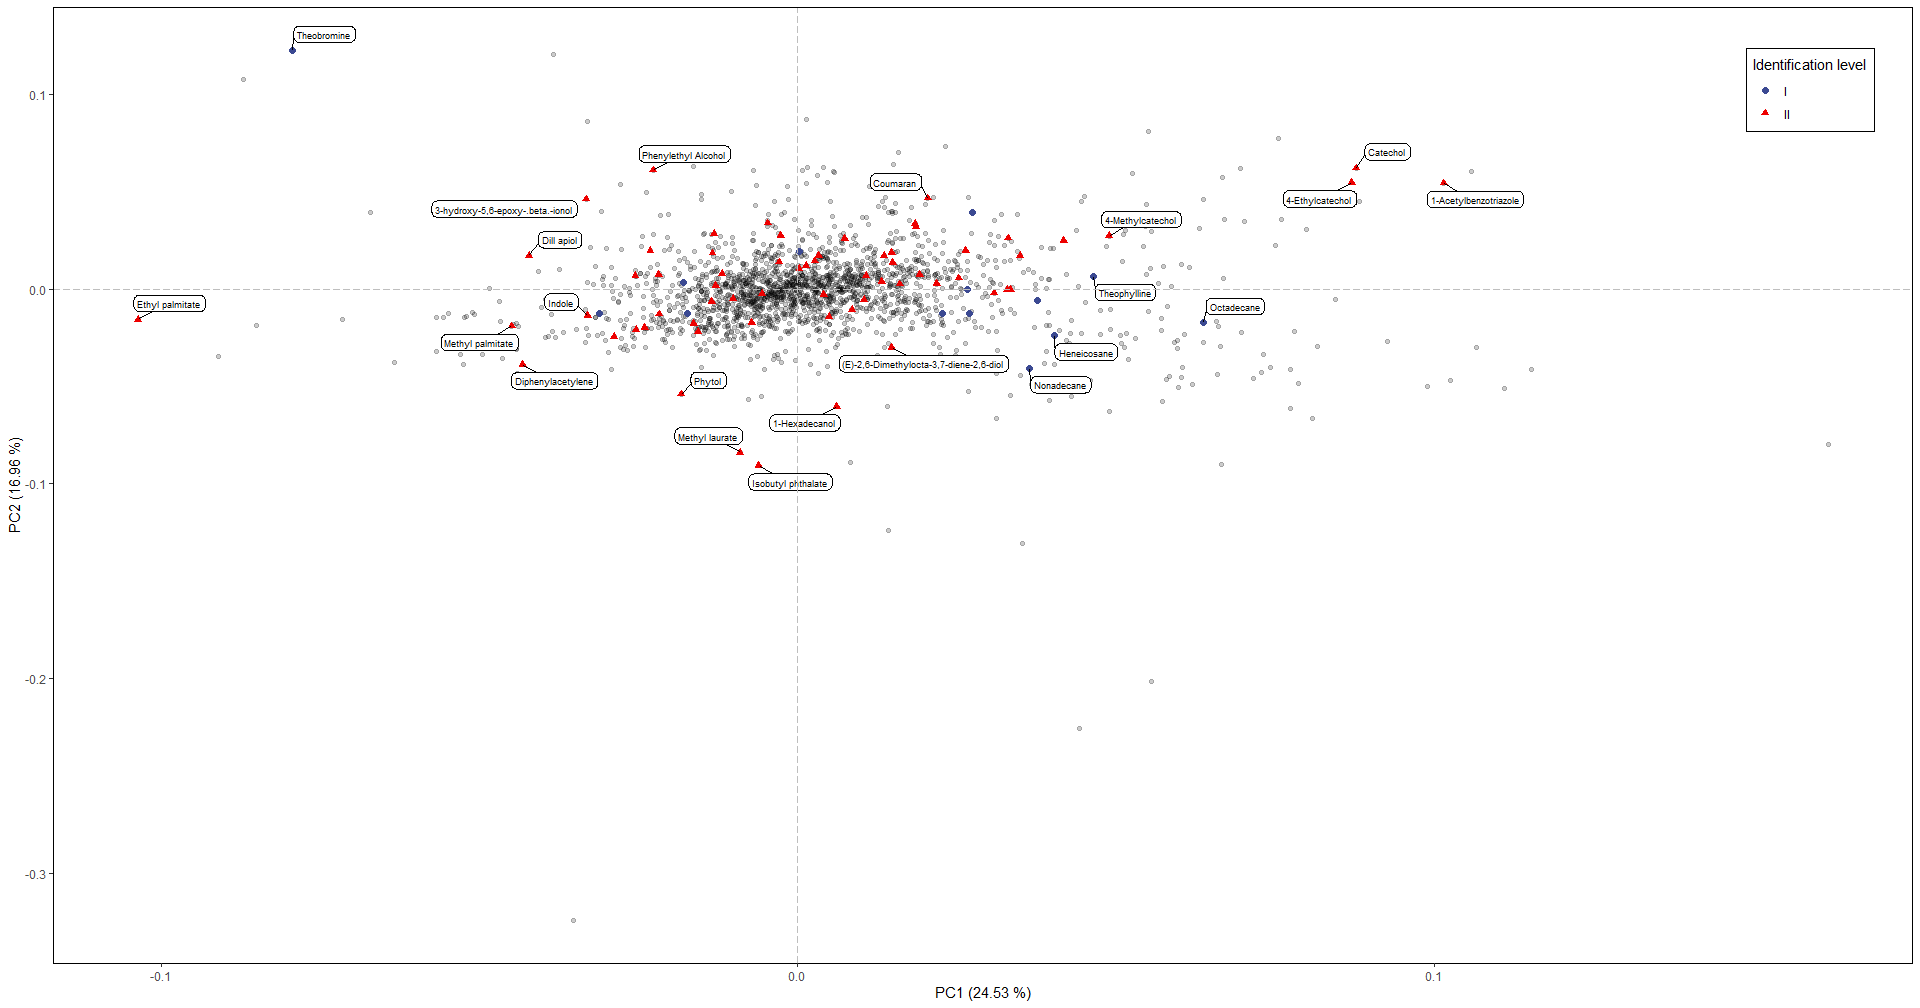 Theobromine
0.1
Identification level
I
II
Phenylethyl Alcohol
Catechol
Coumaran
4-Ethylcatechol
1-Acetylbenzotriazole
3-hydroxy-5,6-epoxy-.beta.-ionol
4-Methylcatechol
Dill apiol
0.0
Ethyl palmitate
Indole
Theophylline
Octadecane
Methyl palmitate
Heneicosane
(E)-2,6-Dimethylocta-3,7-diene-2,6-diol
Diphenylacetylene
Phytol
Nonadecane
1-Hexadecanol
Methyl laurate
Isobutyl phthalate
-0.1
PC2 (16.96 %)
-0.2
-0.3
-0.1
0.0
0.1
PC1 (24.53 %)